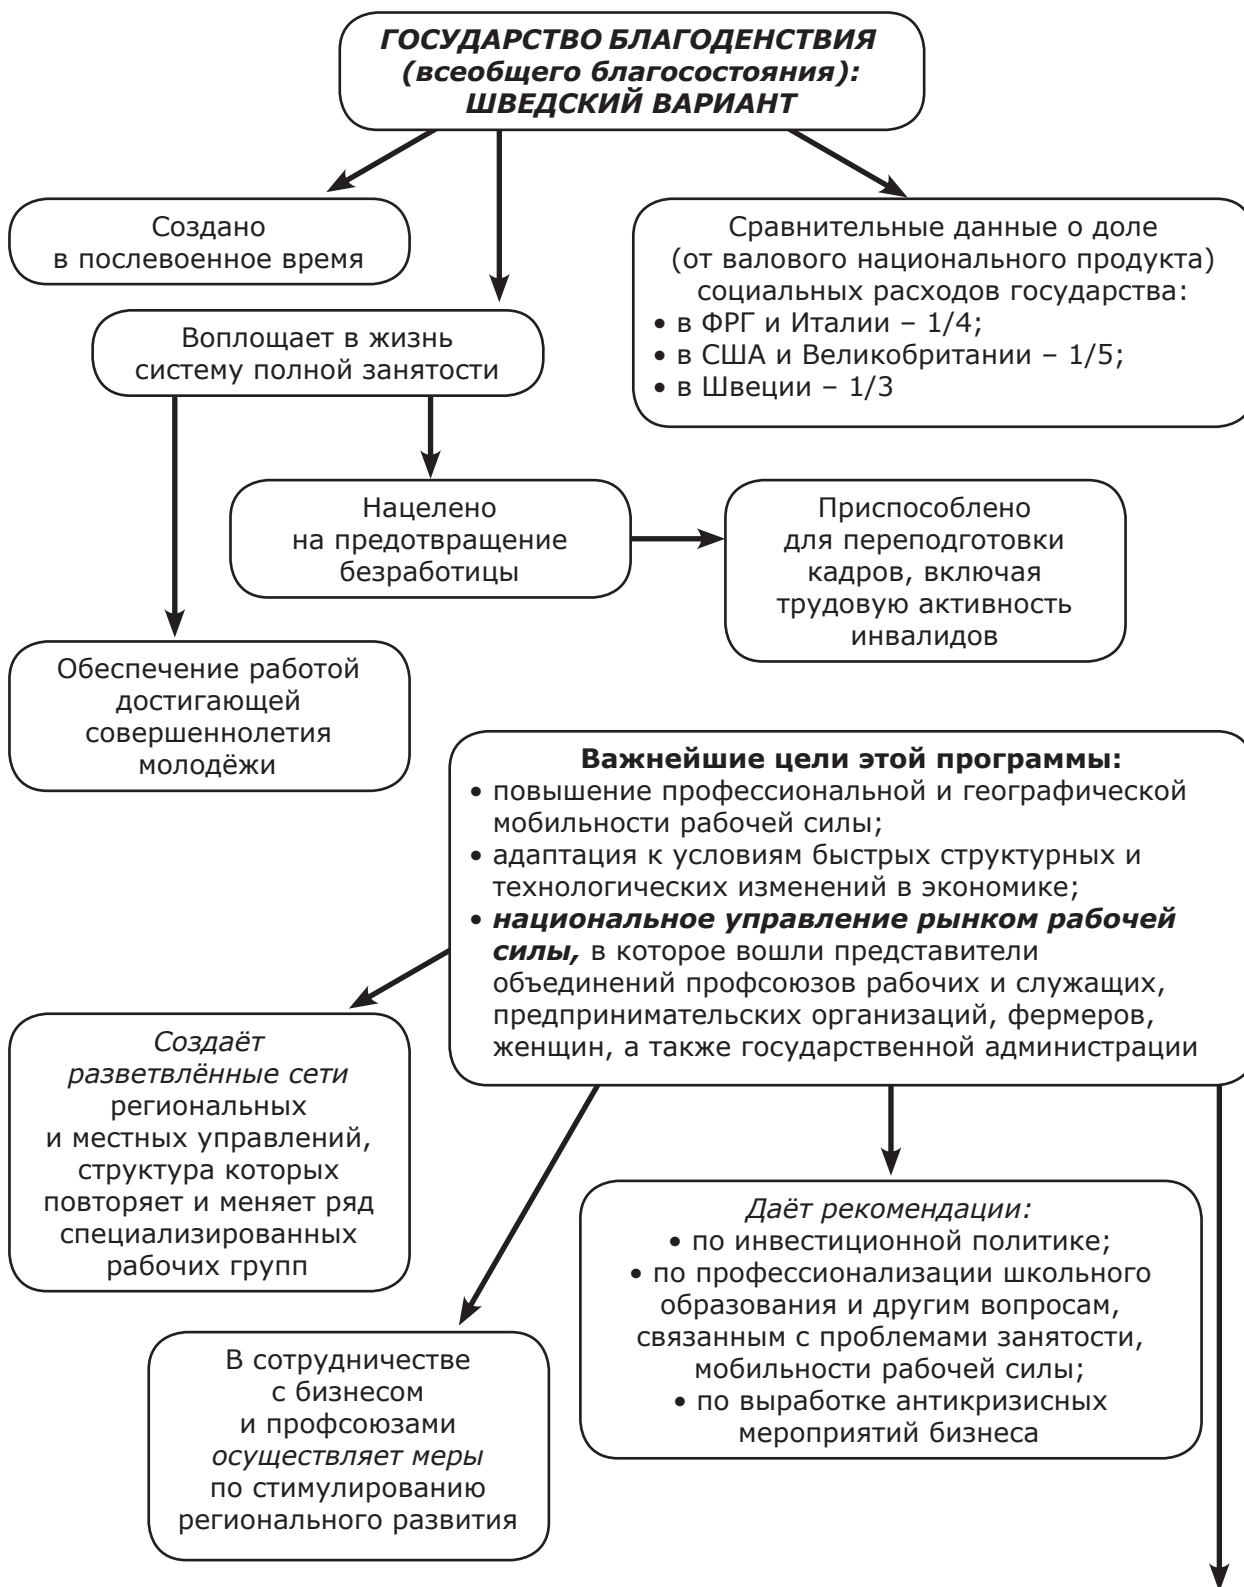 ГОСУДАРСТВО БЛАГОДЕНСТВИЯ
(всеобщего благосостояния):
ШВЕДСКИЙ ВАРИАНТ
Создано
в послевоенное время
Сравнительные данные о доле
(от валового национального продукта)
социальных расходов государства:
• в ФРГ и Италии – 1/4;
• в США и Великобритании – 1/5;
• в Швеции – 1/3
Воплощает в жизнь
систему полной занятости
Нацелено
на предотвращение
безработицы
Приспособлено
для переподготовки
кадров, включая
трудовую активность
инвалидов
Обеспечение работой
достигающей
совершеннолетия
молодёжи
Важнейшие цели этой программы:
• повышение профессиональной и географической
мобильности рабочей силы;
• адаптация к условиям быстрых структурных и
технологических изменений в экономике;
• национальное управление рынком рабочей
силы, в которое вошли представители
объединений профсоюзов рабочих и служащих,
предпринимательских организаций, фермеров,
женщин, а также государственной администрации
Создаёт
разветвлённые сети
региональных
и местных управлений,
структура которых
повторяет и меняет ряд
специализированных
рабочих групп
Даёт рекомендации:
• по инвестиционной политике;
• по профессионализации школьного
образования и другим вопросам,
связанным с проблемами занятости,
мобильности рабочей силы;
• по выработке антикризисных
мероприятий бизнеса
В сотрудничестве
с бизнесом
и профсоюзами
осуществляет меры
по стимулированию
регионального развития